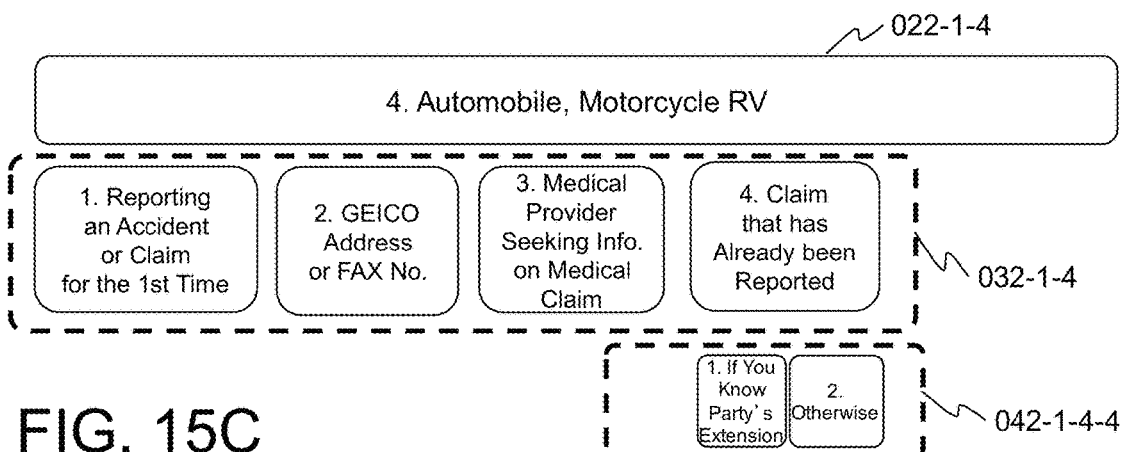 022-1-4
4. Automobile, Motorcycle RV
1. Reporting
an Accident
or Claim
for the 1st Time
2. GEICO
Address
or FAX No.
3. Medical
Provider
Seeking Info.
on Medical
Claim
4. Claim
that has
Already been
Reported
032-1-4
1. If You
Know
Party's
Extension
2.
Otherwise
042-1-4-4
FIG. 15C